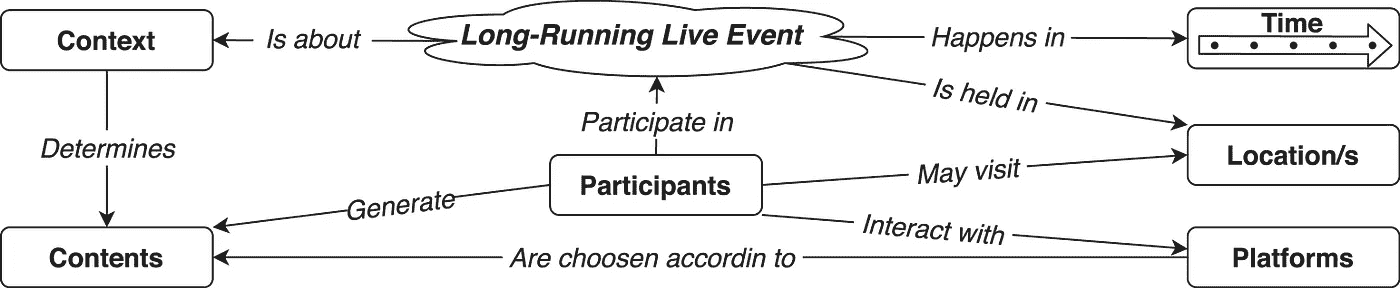 Context
Is about
Long-Running Live Event
Happens in
Time
Is held in
Determines
Participate in
Location/s
Participants
May visit
Generate
Interact with
Contents
Are choosen accordin to
Platforms